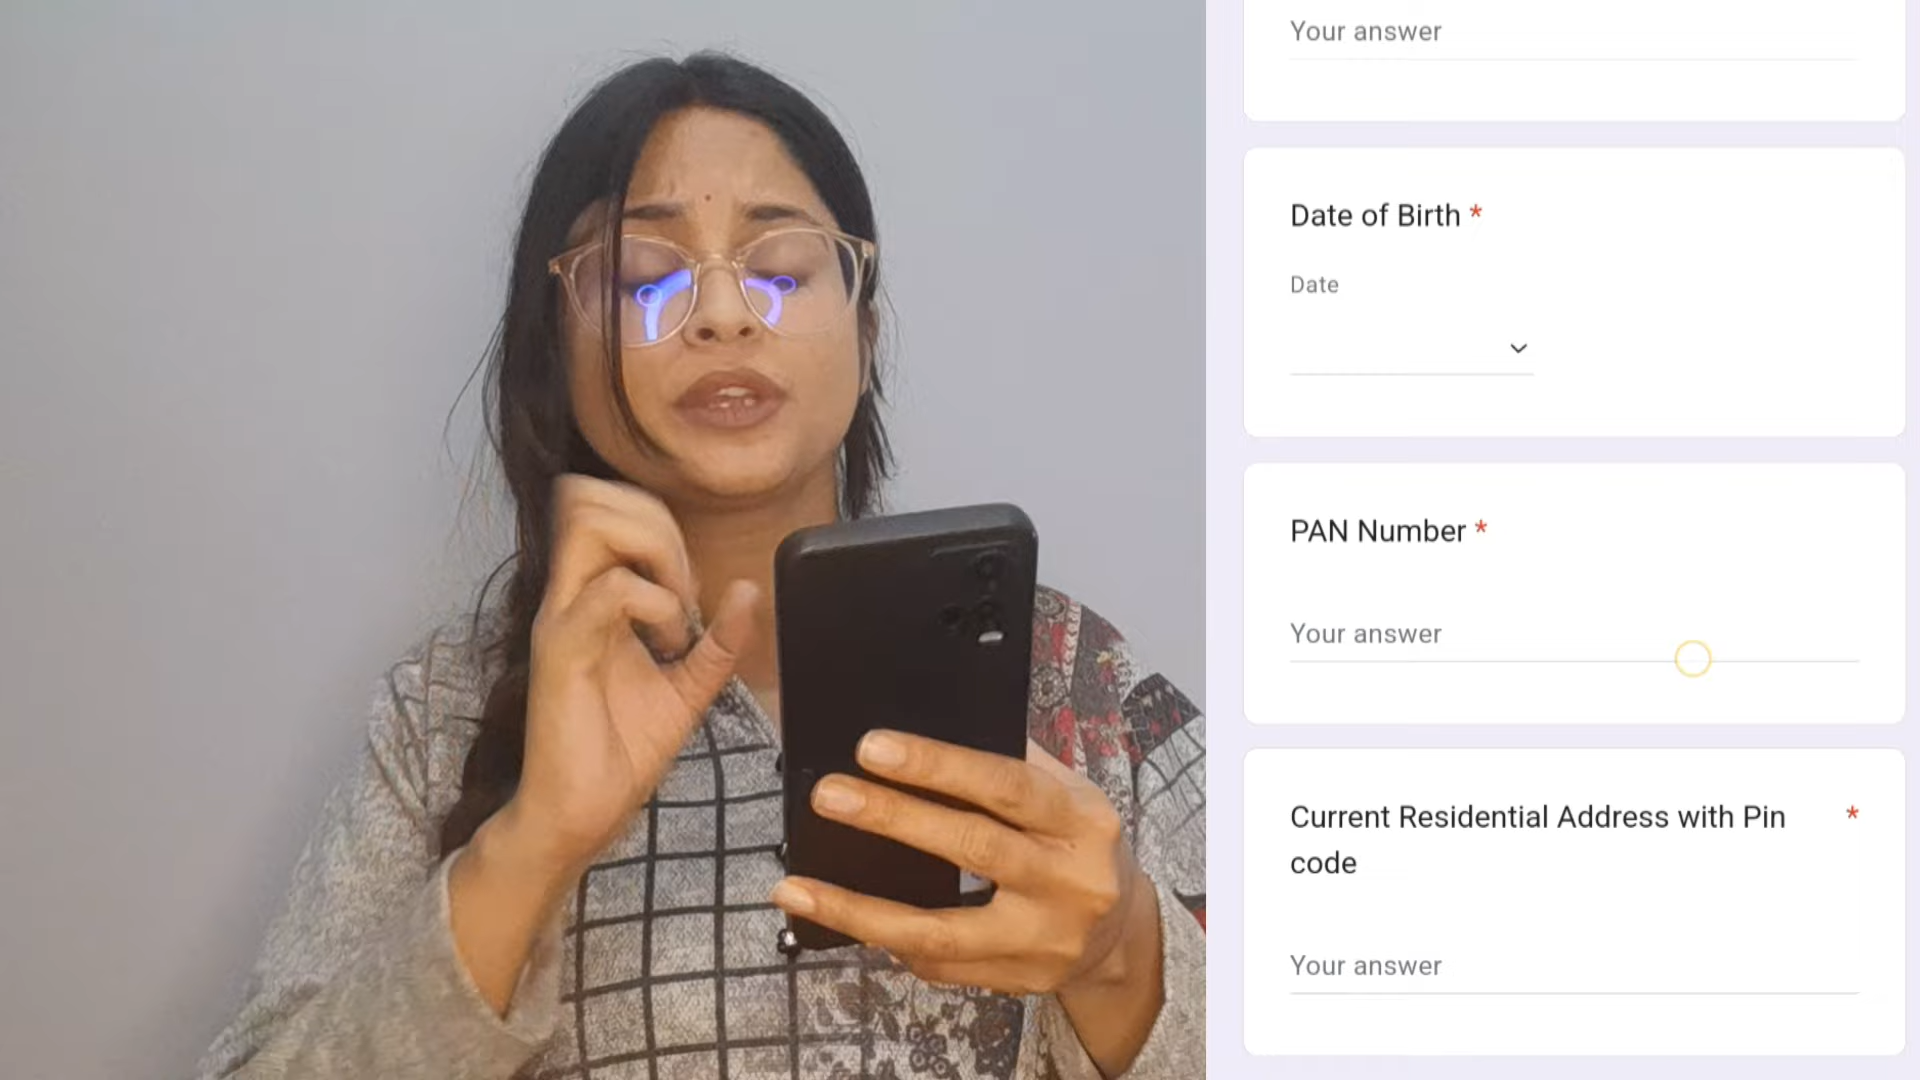 Your answer
Date of Birth *
Date
PAN Number *
Your answer
Current Residential Address with Pin *
code
Your answer